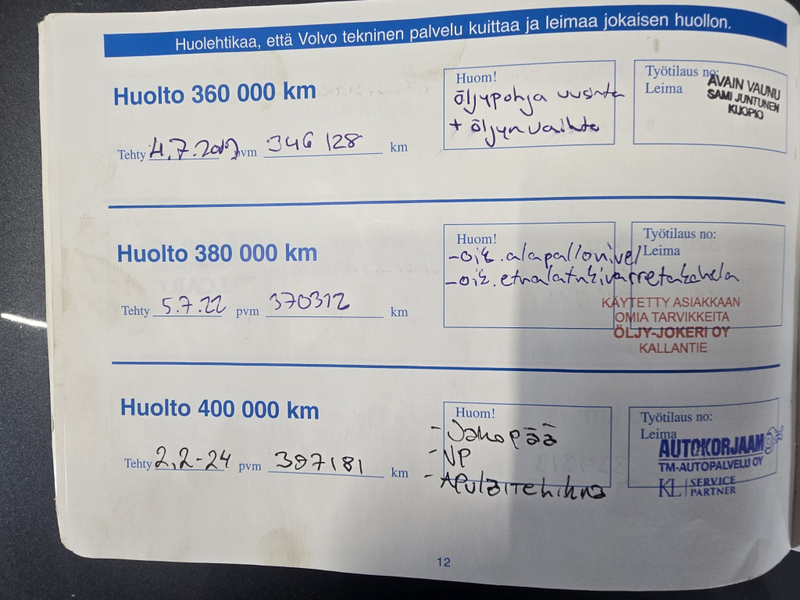 Huolehtikaa, että Volvo tekninen palvelu kuittaa ja leimaa jokaisen huollon.
Huolto 360 000 km
Tehty 4.7. pvm 346 128 km
Huom!
öljypohja uusinta
+ öljynvaihto
Työtilaus no:
Leima
AVAIN VAUNU
SAMI JUNTUNEN
KUOPIO
Huolto 380 000 km
Tehty 5.7.22 pvm 370312 km
Huom!
-oik. alapallonivel
-oik.
Työtilaus no:
Leima
KÄYTETTY ASIAKKAAN
OMIA TARVIKKEITA
ÖLJY-JOKERI OY
KALLANTIE
Huolto 400 000 km
Tehty 2,2-24 pvm 397181 km
Huom!
- Jakopää
- VP
- Apulaitehihna
Työtilaus no:
Leima
AUTOKORJAAMO
TM-AUTOPALVELU OY
KL SERVICE
PARTNER
12